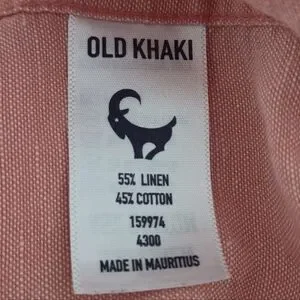 OLD KHAKI
55% LINEN
45% COTTON
159974
4300
MADE IN MAURITIUS